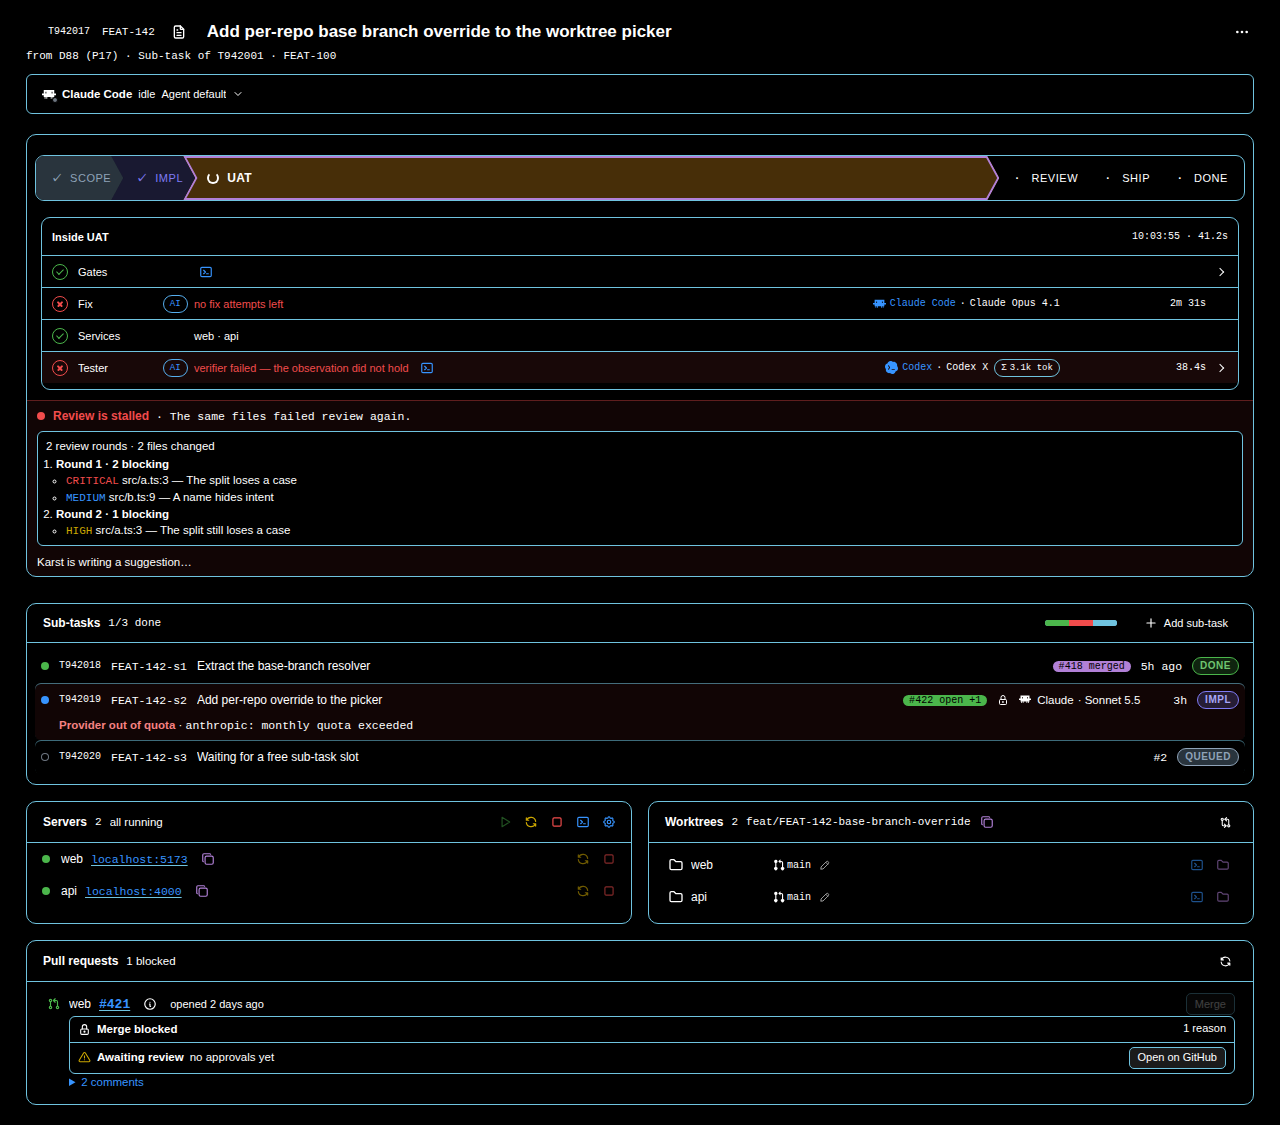 T942017 FEAT-142 Add per-repo base branch override to the worktree picker
from D88 (P17) · Sub-task of T942001 · FEAT-100
Claude Code idle Agent default
SCOPE IMPL UAT · REVIEW · SHIP · DONE
Inside UAT 10:03:55 · 41.2s
Gates
Fix AI no fix attempts left Claude Code · Claude Opus 4.1 2m 31s
Services web · api
Tester AI verifier failed — the observation did not hold Codex · Codex X Σ 3.1k tok 38.4s
Review is stalled · The same files failed review again.
2 review rounds · 2 files changed
1. Round 1 · 2 blocking
CRITICAL src/a.ts:3 — The split loses a case
MEDIUM src/b.ts:9 — A name hides intent
2. Round 2 · 1 blocking
HIGH src/a.ts:3 — The split still loses a case
Karst is writing a suggestion…
Sub-tasks 1/3 done Add sub-task
T942018 FEAT-142-s1 Extract the base-branch resolver #418 merged 5h ago DONE
T942019 FEAT-142-s2 Add per-repo override to the picker #422 open +1 Claude · Sonnet 5.5 3h IMPL
Provider out of quota · anthropic: monthly quota exceeded
T942020 FEAT-142-s3 Waiting for a free sub-task slot #2 QUEUED
Servers 2 all running
web localhost:5173
api localhost:4000
Worktrees 2 feat/FEAT-142-base-branch-override
web main
api main
Pull requests 1 blocked
web #421 opened 2 days ago Merge
Merge blocked 1 reason
Awaiting review no approvals yet Open on GitHub
2 comments